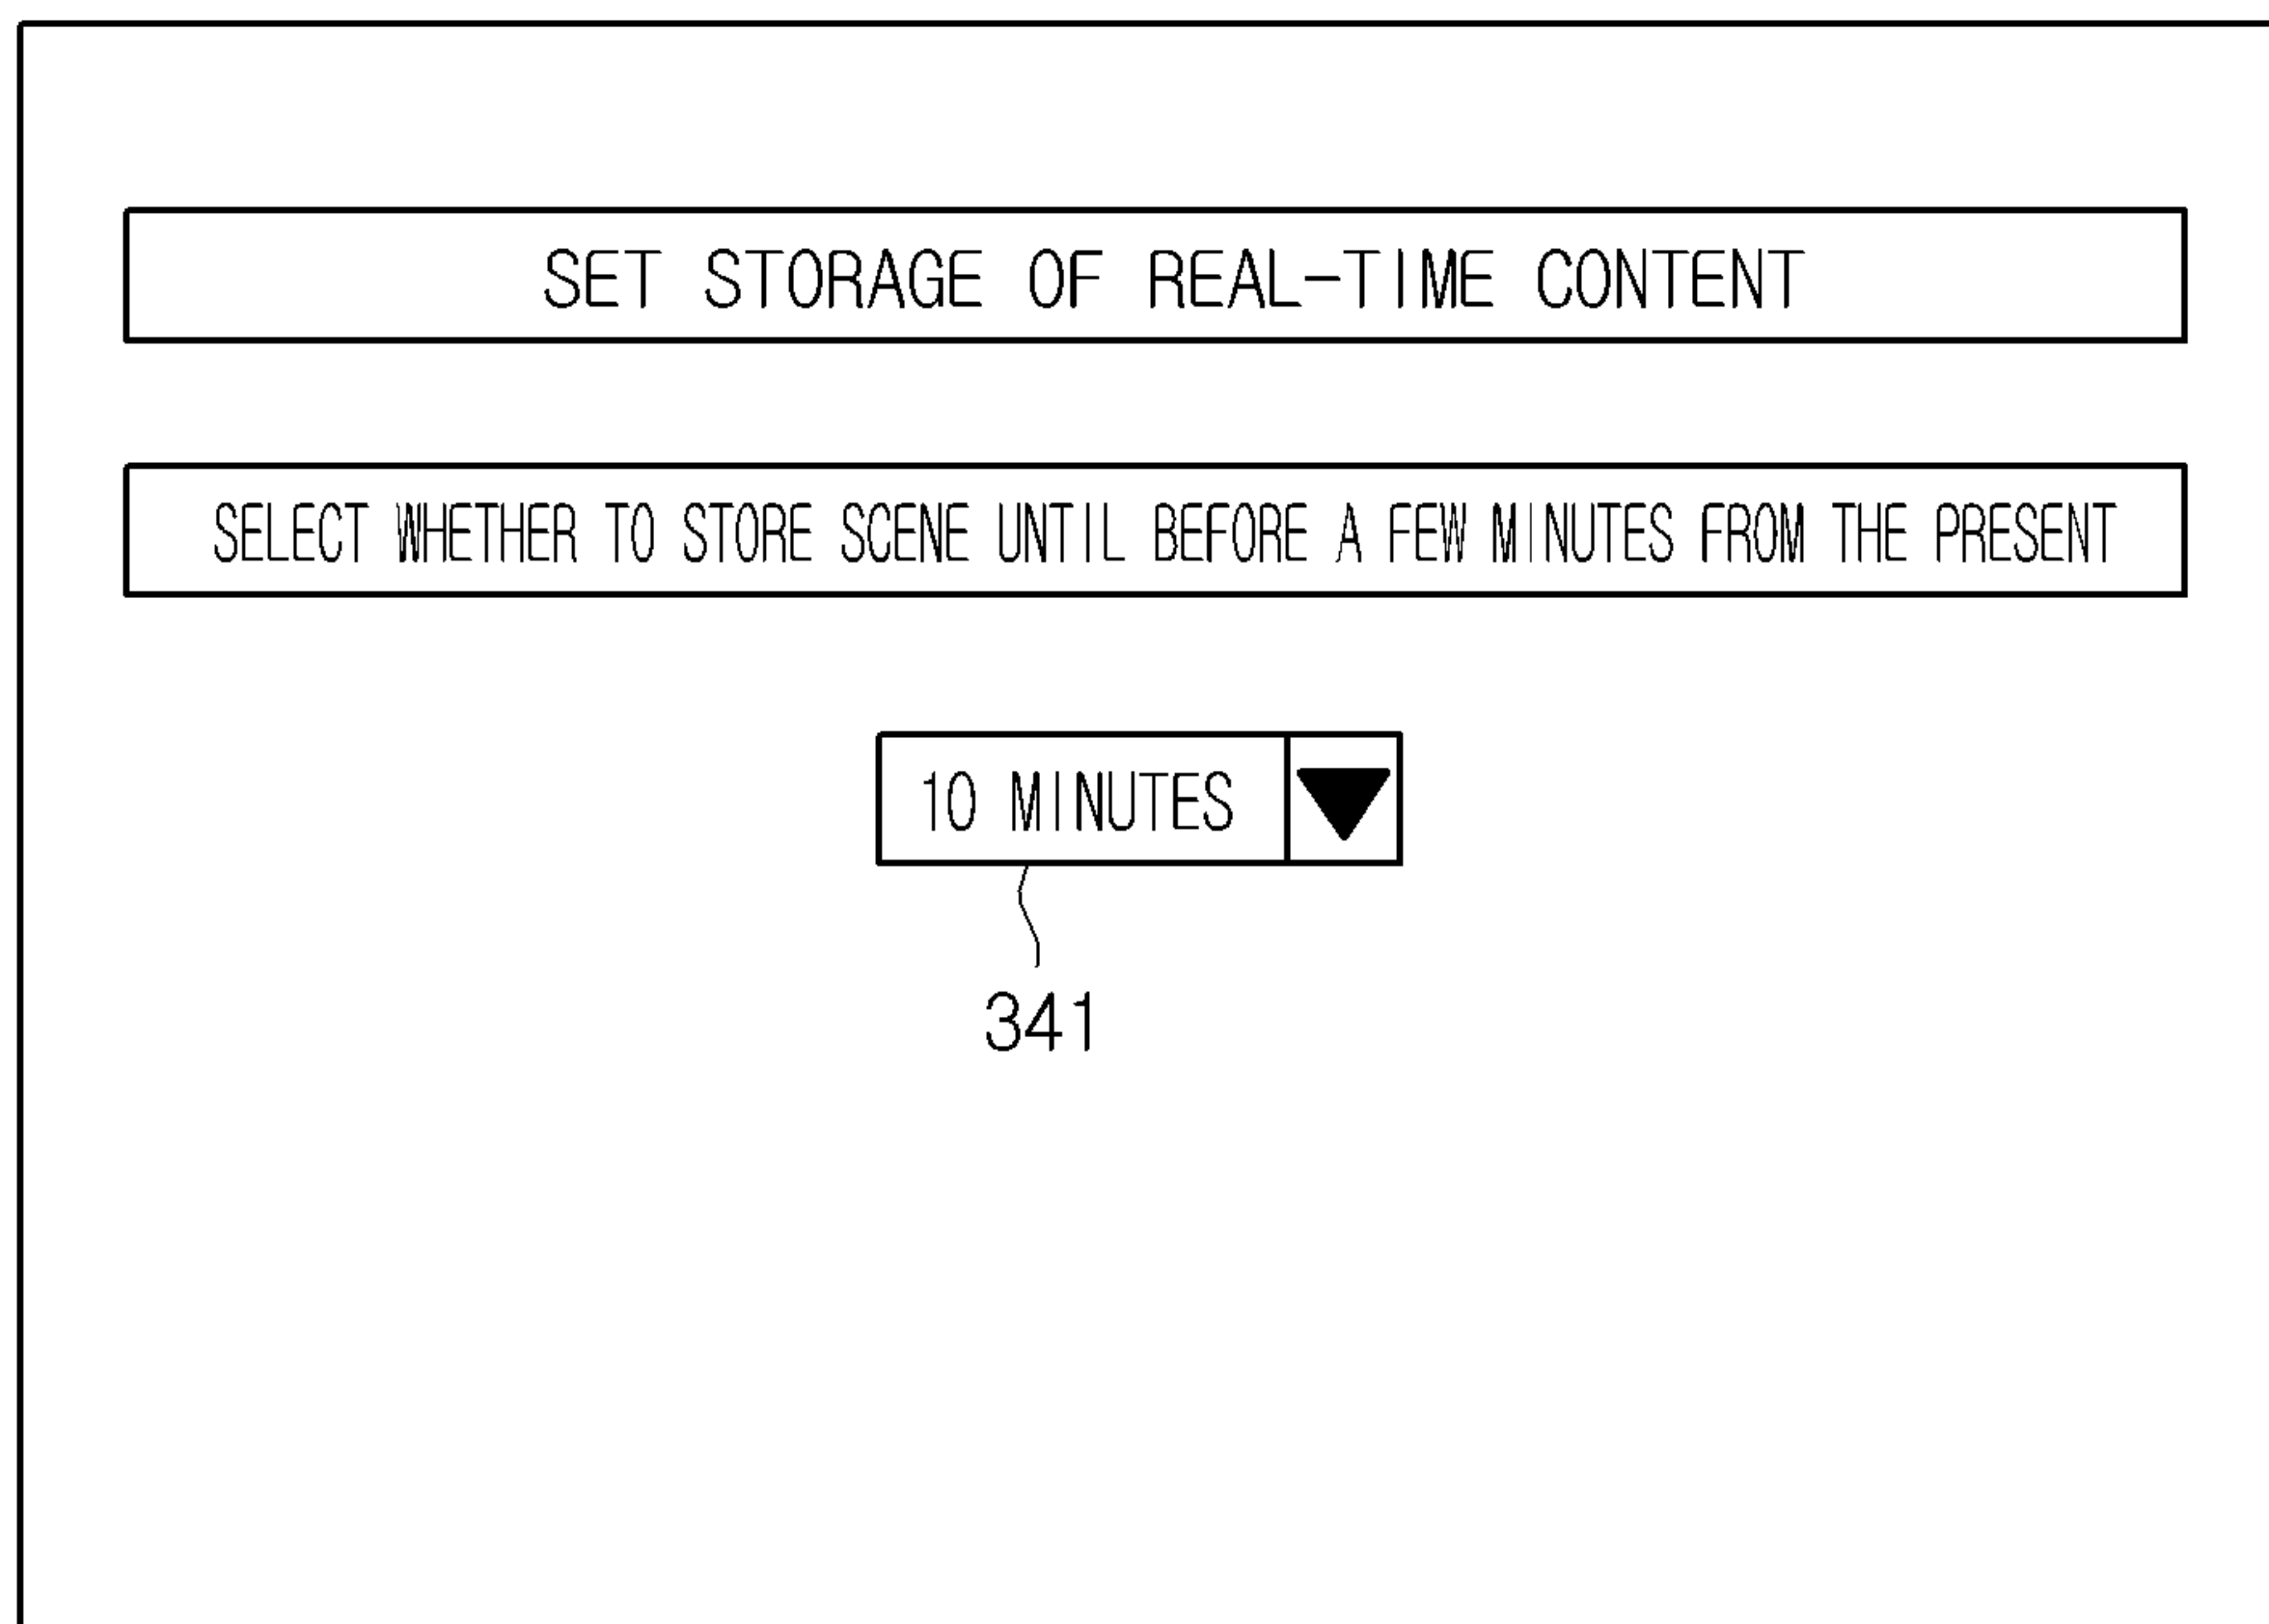 SET STORAGE OF REAL-TIME CONTENT
SELECT WHETHER TO STORE SCENE UNTIL BEFORE A FEW MINUTES FROM THE PRESENT
10 MINUTES
341